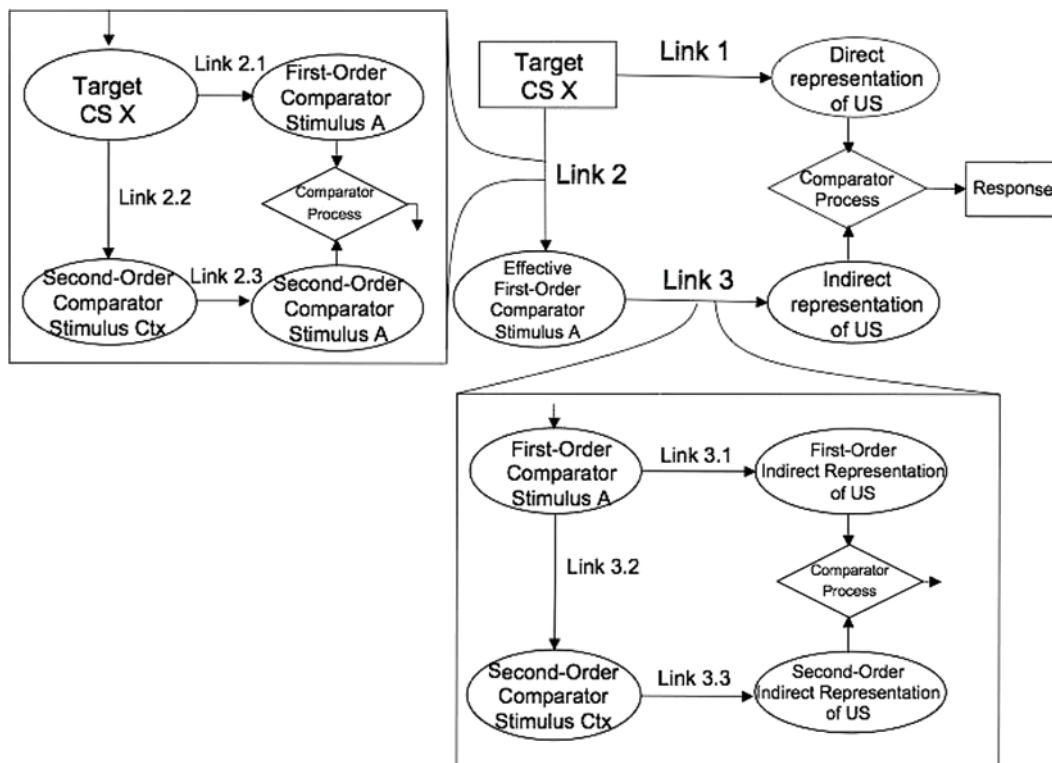 Target
CS X
Link 2.1
First-Order
Comparator
Stimulus A
Link 2.2
Comparator
Process
Second-Order
Comparator
Stimulus Ctx
Link 2.3
Second-Order
Comparator
Stimulus A
Target
CS X
Link 1
Direct
representation
of US
Link 2
Comparator
Process
Response
Effective
First-Order
Comparator
Stimulus A
Link 3
Indirect
representation
of US
First-Order
Comparator
Stimulus A
Link 3.1
First-Order
Indirect Representation
of US
Link 3.2
Comparator
Process
Second-Order
Comparator
Stimulus Ctx
Link 3.3
Second-Order
Indirect Representation
of US